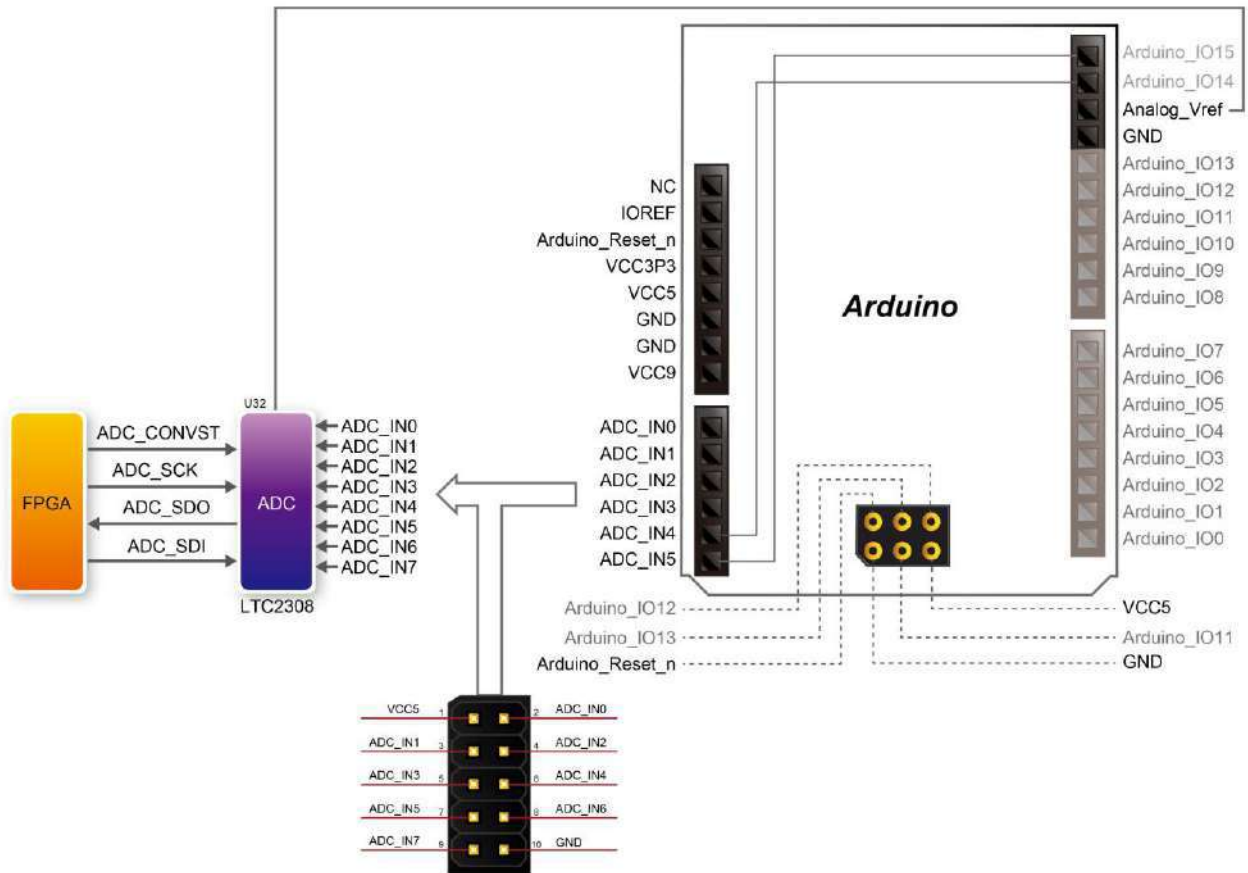 Arduino_IO15
Arduino_IO14
Analog_Vref
GND
Arduino_IO13
Arduino_IO12
Arduino_IO11
Arduino_IO10
Arduino_IO9
Arduino_IO8
Arduino_IO7
Arduino_IO6
Arduino_IO5
Arduino_IO4
Arduino_IO3
Arduino_IO2
Arduino_IO1
Arduino_IO0
NC
IOREF
Arduino_Reset_n
VCC3P3
VCC5
GND
GND
VCC9
Arduino
ADC_IN0
ADC_IN1
ADC_IN2
ADC_IN3
ADC_IN4
ADC_IN5
Arduino_IO12
Arduino_IO13
Arduino_Reset_n
VCC5
Arduino_IO11
GND
FPGA
ADC_CONVST
ADC_SCK
ADC_SDO
ADC_SDI
U32
ADC
LTC2308
ADC_IN0
ADC_IN1
ADC_IN2
ADC_IN3
ADC_IN4
ADC_IN5
ADC_IN6
ADC_IN7
VCC5 1 2 ADC_IN0
ADC_IN1 3 4 ADC_IN2
ADC_IN3 5 6 ADC_IN4
ADC_IN5 7 8 ADC_IN6
ADC_IN7 9 10 GND